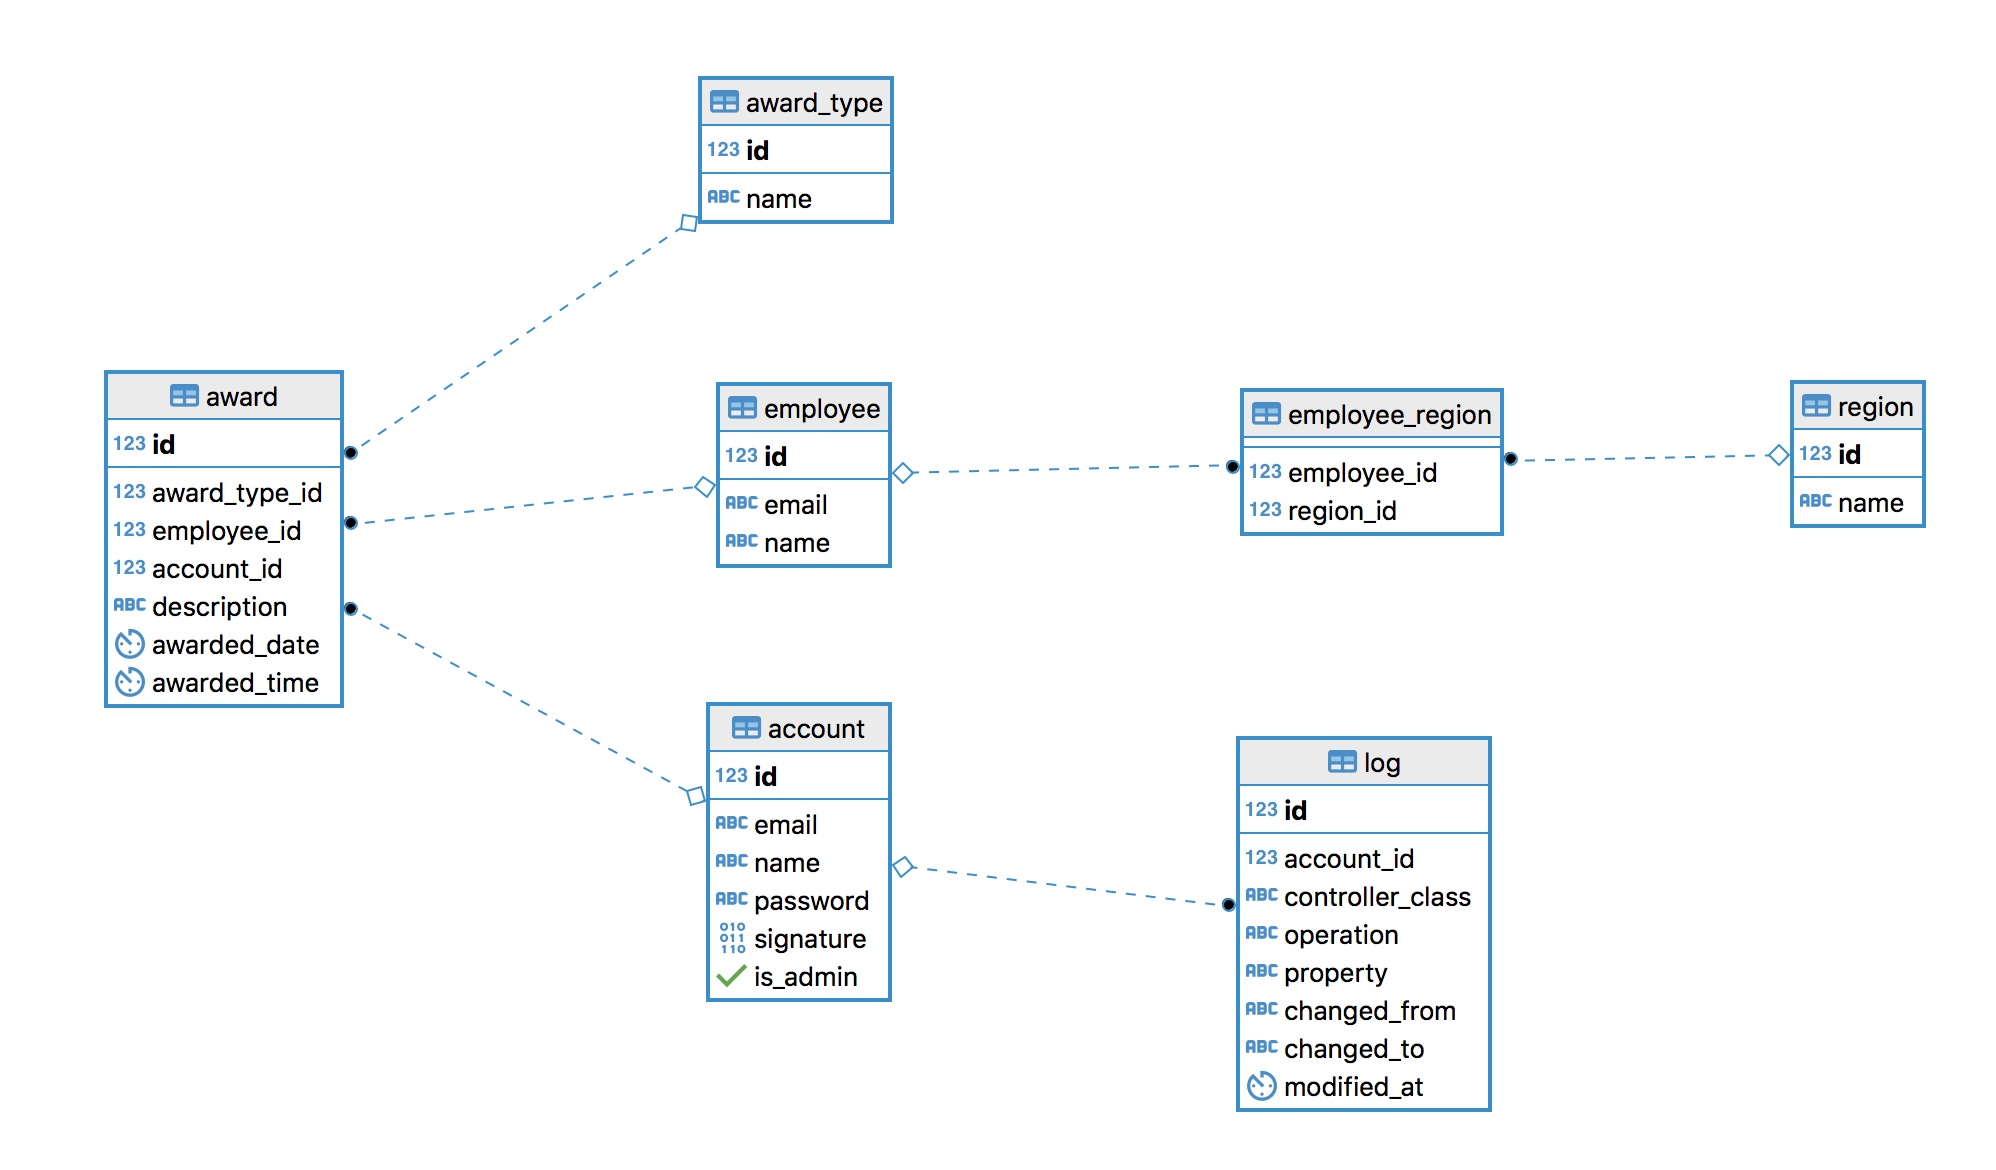 award_type
123 id
ABC name
award
123 id
123 award_type_id
123 employee_id
123 account_id
ABC description
awarded_date
awarded_time
employee
123 id
ABC email
ABC name
employee_region
123 employee_id
123 region_id
region
123 id
ABC name
account
123 id
ABC email
ABC name
ABC password
010
011
110
signature
is_admin
log
123 id
123 account_id
ABC controller_class
ABC operation
ABC property
ABC changed_from
ABC changed_to
modified_at